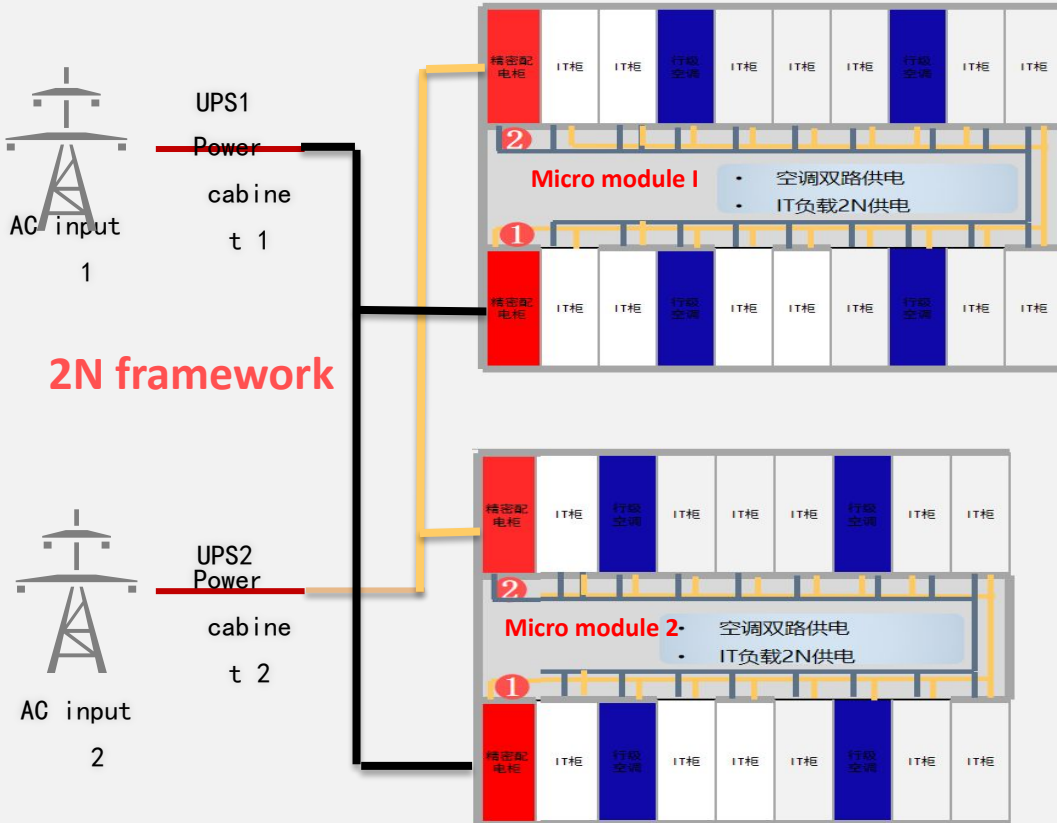 精密配
电柜
IT柜
IT柜
行级
空调
IT柜
IT柜
IT柜
行级
空调
IT柜
IT柜
UPS1
Power
cabine
t 1
AC input
1
2
Micro module I
• 空调双路供电
• IT负载2N供电
1
精密配
电柜
IT柜
IT柜
行级
空调
IT柜
IT柜
IT柜
行级
空调
IT柜
IT柜
2N framework
精密配
电柜
IT柜
行级
空调
IT柜
IT柜
IT柜
行级
空调
IT柜
IT柜
UPS2
Power
cabine
t 2
AC input
2
2
Micro module 2
• 空调双路供电
• IT负载2N供电
1
精密配
电柜
IT柜
行级
空调
IT柜
IT柜
IT柜
行级
空调
IT柜
IT柜